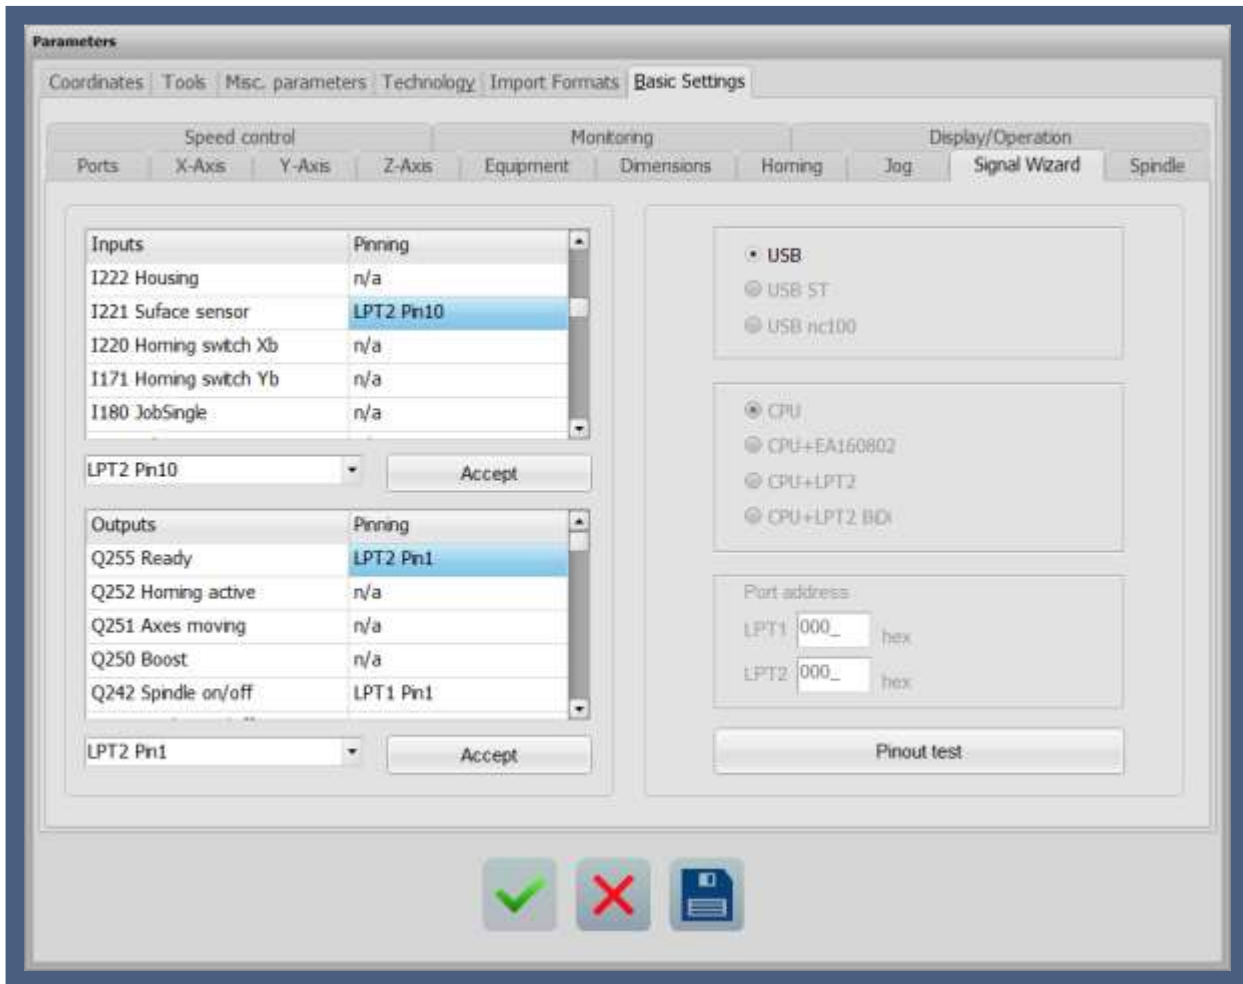 Parameters
Coordinates Tools Misc. parameters Technology Import Formats Basic Settings
Speed control Monitoring Display/Operation
Ports X-Axis Y-Axis Z-Axis Equipment Dimensions Homing Jog Signal Wizard Spindle
Inputs Pinning
I222 Housing n/a
I221 Suface sensor LPT2 Pin10
I220 Homing switch Xb n/a
I171 Homing switch Yb n/a
I180 JobSingle n/a
LPT2 Pin10 Accept
Outputs Pinning
Q255 Ready LPT2 Pin1
Q252 Homing active n/a
Q251 Axes moving n/a
Q250 Boost n/a
Q242 Spindle on/off LPT1 Pin1
LPT2 Pin1 Accept
USB
USB ST
USB nc100
CPU
CPU+EA160802
CPU+LPT2
CPU+LPT2 BiDi
Port address
LPT1 000_ hex
LPT2 000_ hex
Pinout test